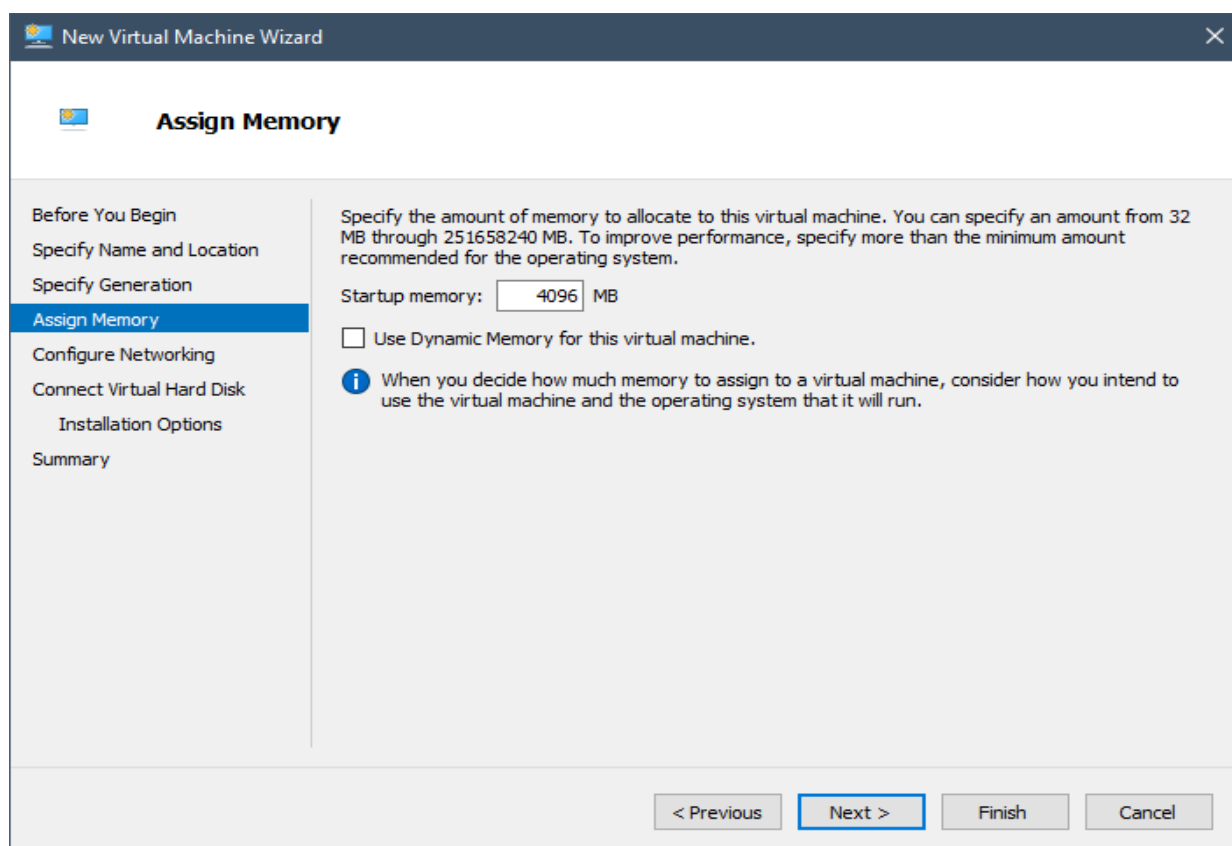 New Virtual Machine Wizard
Assign Memory
Before You Begin
Specify Name and Location
Specify Generation
Assign Memory
Configure Networking
Connect Virtual Hard Disk
Installation Options
Summary
Specify the amount of memory to allocate to this virtual machine. You can specify an amount from 32
MB through 251658240 MB. To improve performance, specify more than the minimum amount
recommended for the operating system.
Startup memory: 4096 MB
Use Dynamic Memory for this virtual machine.
When you decide how much memory to assign to a virtual machine, consider how you intend to
use the virtual machine and the operating system that it will run.
< Previous Next > Finish Cancel